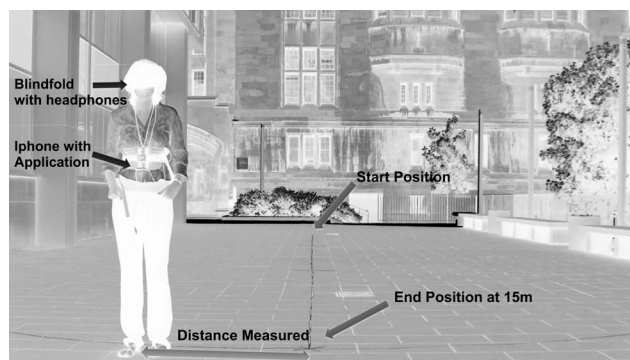 Blindfold
with headphones
Iphone with
Application
Start Position
End Position at 15m
Distance Measured